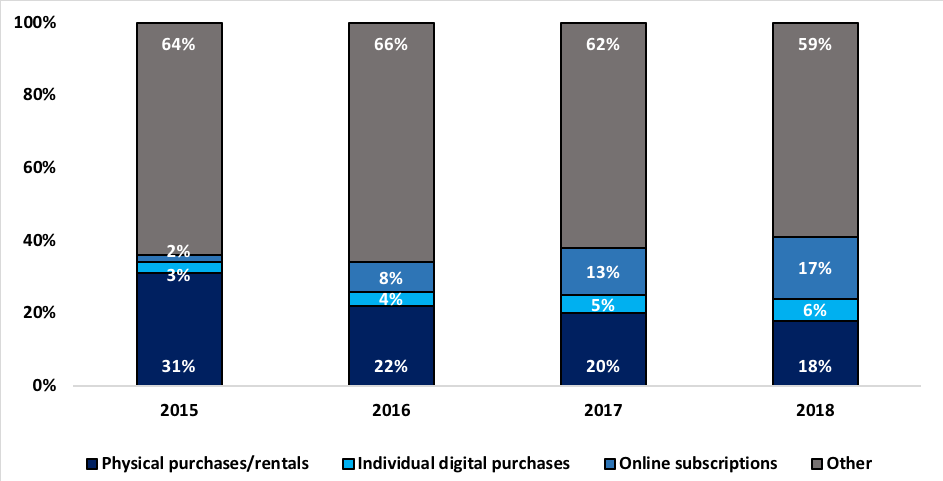 100%
80%
60%
40%
20%
0%
64% 66% 62% 59%
2% 8% 13% 17%
3% 4% 5% 6%
31% 22% 20% 18%
2015 2016 2017 2018
Physical purchases/rentals Individual digital purchases Online subscriptions Other